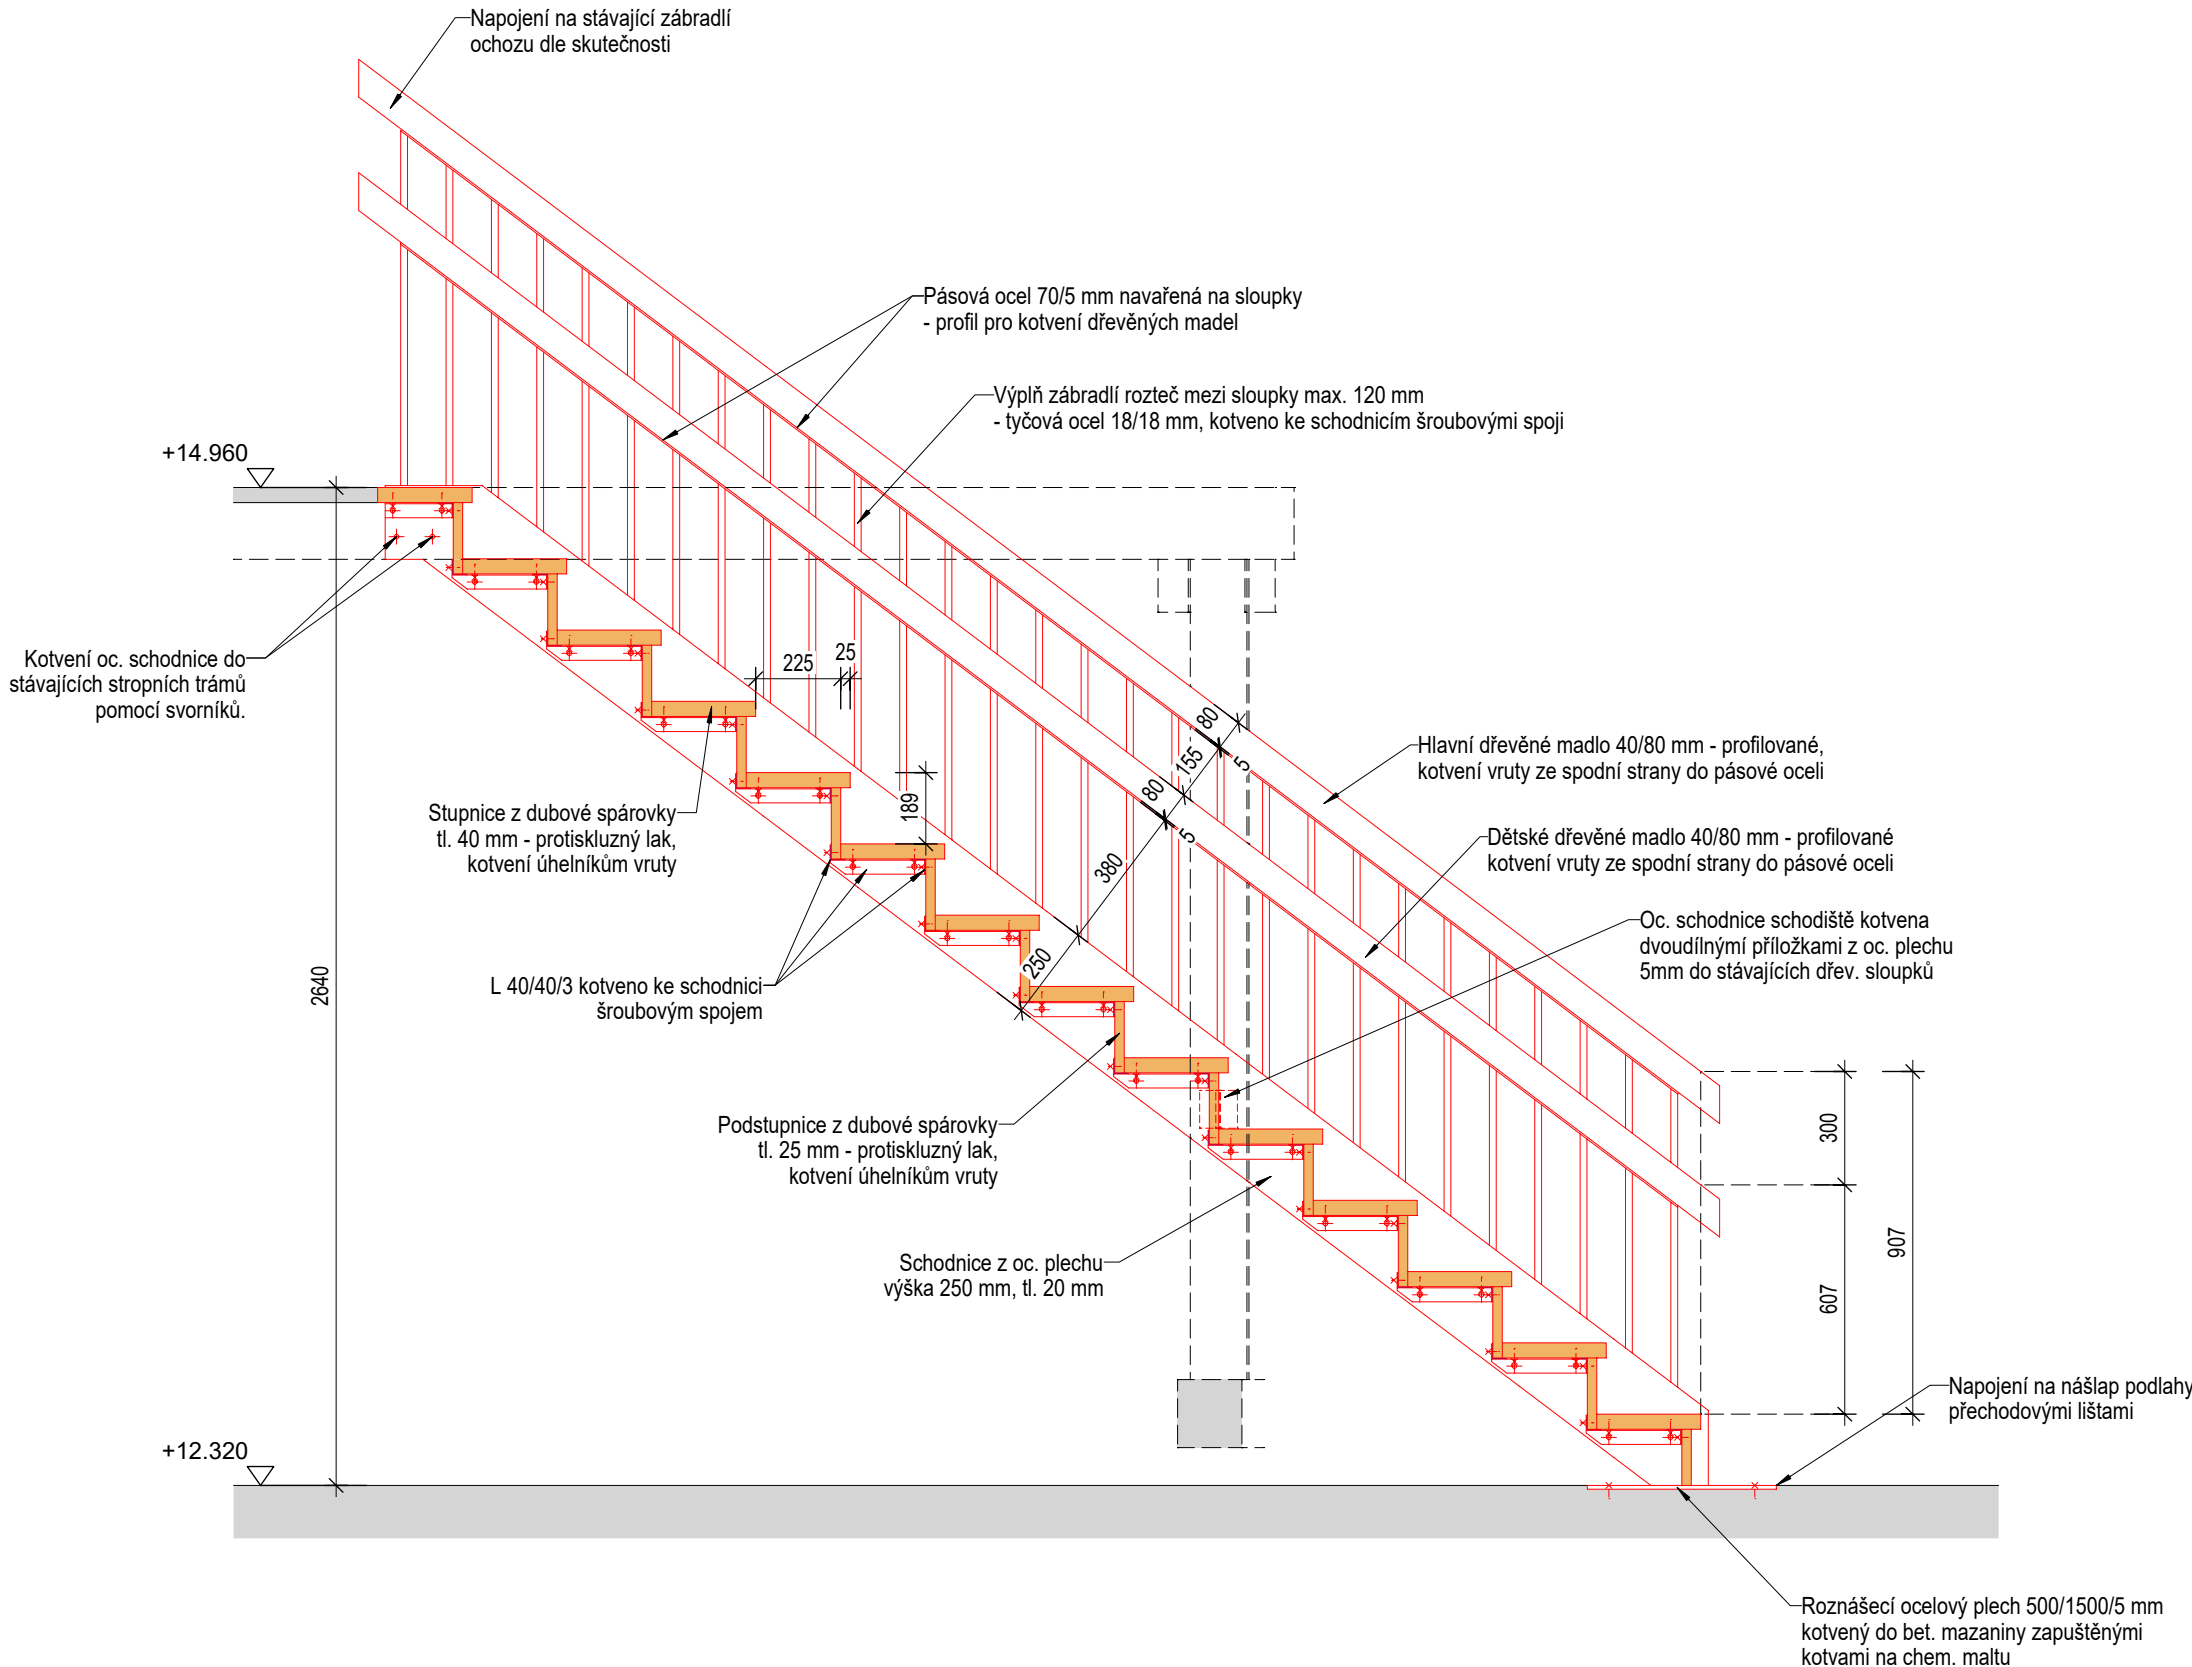 Napojení na stávající zábradlí
ochozu dle skutečnosti
Pásová ocel 70/5 mm navařená na sloupky
- profil pro kotvení dřevěných madel
Výplň zábradlí rozteč mezi sloupky max. 120 mm
- tyčová ocel 18/18 mm, kotveno ke schodnicím šroubovými spoji
+14.960
Kotvení oc. schodnice do
stávajících stropních trámů
pomocí svorníků.
225
25
80
155
5
80
5
380
250
189
Hlavní dřevěné madlo 40/80 mm - profilované,
kotvení vruty ze spodní strany do pásové oceli
Stupnice z dubové spárovky
tl. 40 mm - protiskluzný lak,
kotvení úhelníkům vruty
Dětské dřevěné madlo 40/80 mm - profilované
kotvení vruty ze spodní strany do pásové oceli
Oc. schodnice schodiště kotvena
dvoudílnými příložkami z oc. plechu
5mm do stávajících dřev. sloupků
2640
L 40/40/3 kotveno ke schodnici
šroubovým spojem
Podstupnice z dubové spárovky
tl. 25 mm - protiskluzný lak,
kotvení úhelníkům vruty
300
907
607
Schodnice z oc. plechu
výška 250 mm, tl. 20 mm
Napojení na nášlap podlahy
přechodovými lištami
+12.320
Roznášecí ocelový plech 500/1500/5 mm
kotvený do bet. mazaniny zapuštěnými
kotvami na chem. maltu